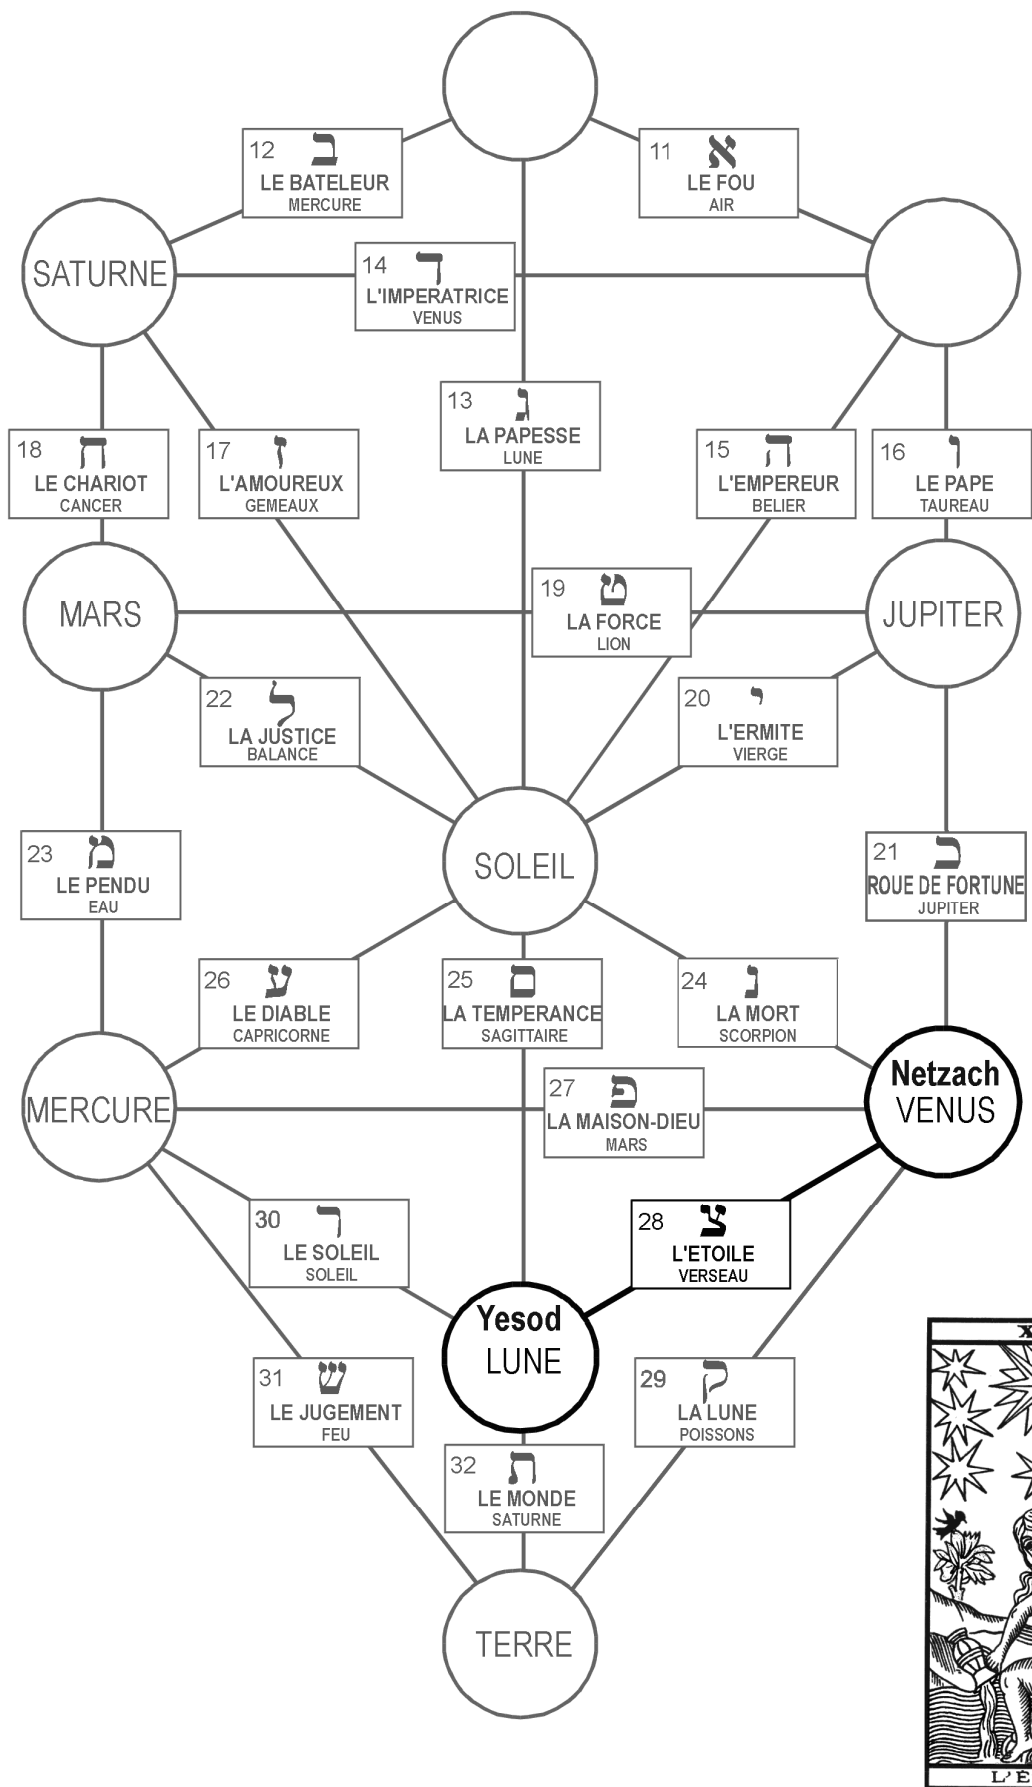 12 ב
LE BATELEUR
MERCURE
11 א
LE FOU
AIR
SATURNE
14 ד
L'IMPERATRICE
VENUS
13 ג
LA PAPESSE
LUNE
18 ח
LE CHARIOT
CANCER
17 ז
L'AMOUREUX
GEMEAUX
15 ה
L'EMPEREUR
BELIER
16 ו
LE PAPE
TAUREAU
MARS
19 ט
LA FORCE
LION
JUPITER
22 ל
LA JUSTICE
BALANCE
20 י
L'ERMITE
VIERGE
23 מ
LE PENDU
EAU
SOLEIL
21 כ
ROUE DE FORTUNE
JUPITER
26 ע
LE DIABLE
CAPRICORNE
25 ם
LA TEMPERANCE
SAGITTAIRE
24 נ
LA MORT
SCORPION
MERCURE
27 פ
LA MAISON-DIEU
MARS
Netzach
VENUS
30 ר
LE SOLEIL
SOLEIL
28 צ
L'ETOILE
VERSEAU
Yesod
LUNE
31 ש
LE JUGEMENT
FEU
29 ק
LA LUNE
POISSONS
32 ת
LE MONDE
SATURNE
TERRE
X
L'É